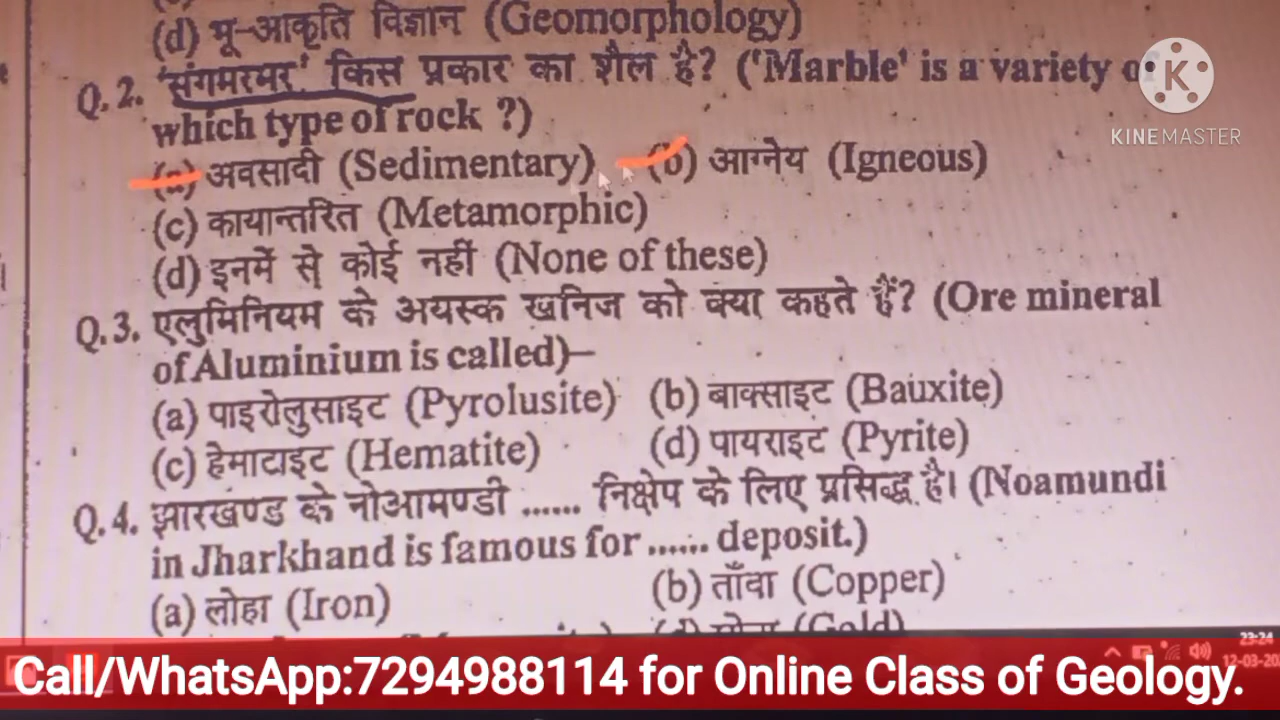 (d) भू-आकृति विज्ञान (Geomorphology)
Q.2. 'संगमरमर' किस प्रकार का शैल है? ('Marble' is a variety of
which type of rock ?)
(a) अवसादी (Sedimentary) (b) आग्नेय (Igneous)
(c) कायान्तरित (Metamorphic)
(d) इनमें से कोई नहीं (None of these)
Q.3. एलुमिनियम के अयस्क खनिज को क्या कहते हैं? (Ore mineral
of Aluminium is called)–
(a) पाइरोलुसाइट (Pyrolusite) (b) बाक्साइट (Bauxite)
(c) हेमाटाइट (Hematite) (d) पायराइट (Pyrite)
Q.4. झारखण्ड के नोआमण्डी ...... निक्षेप के लिए प्रसिद्ध है। (Noamundi
in Jharkhand is famous for ...... deposit.)
(a) लोहा (Iron) (b) ताँवा (Copper)
(Gold)
K
KINEMASTER
23:24
Call/WhatsApp:7294988114 for Online Class of Geology.